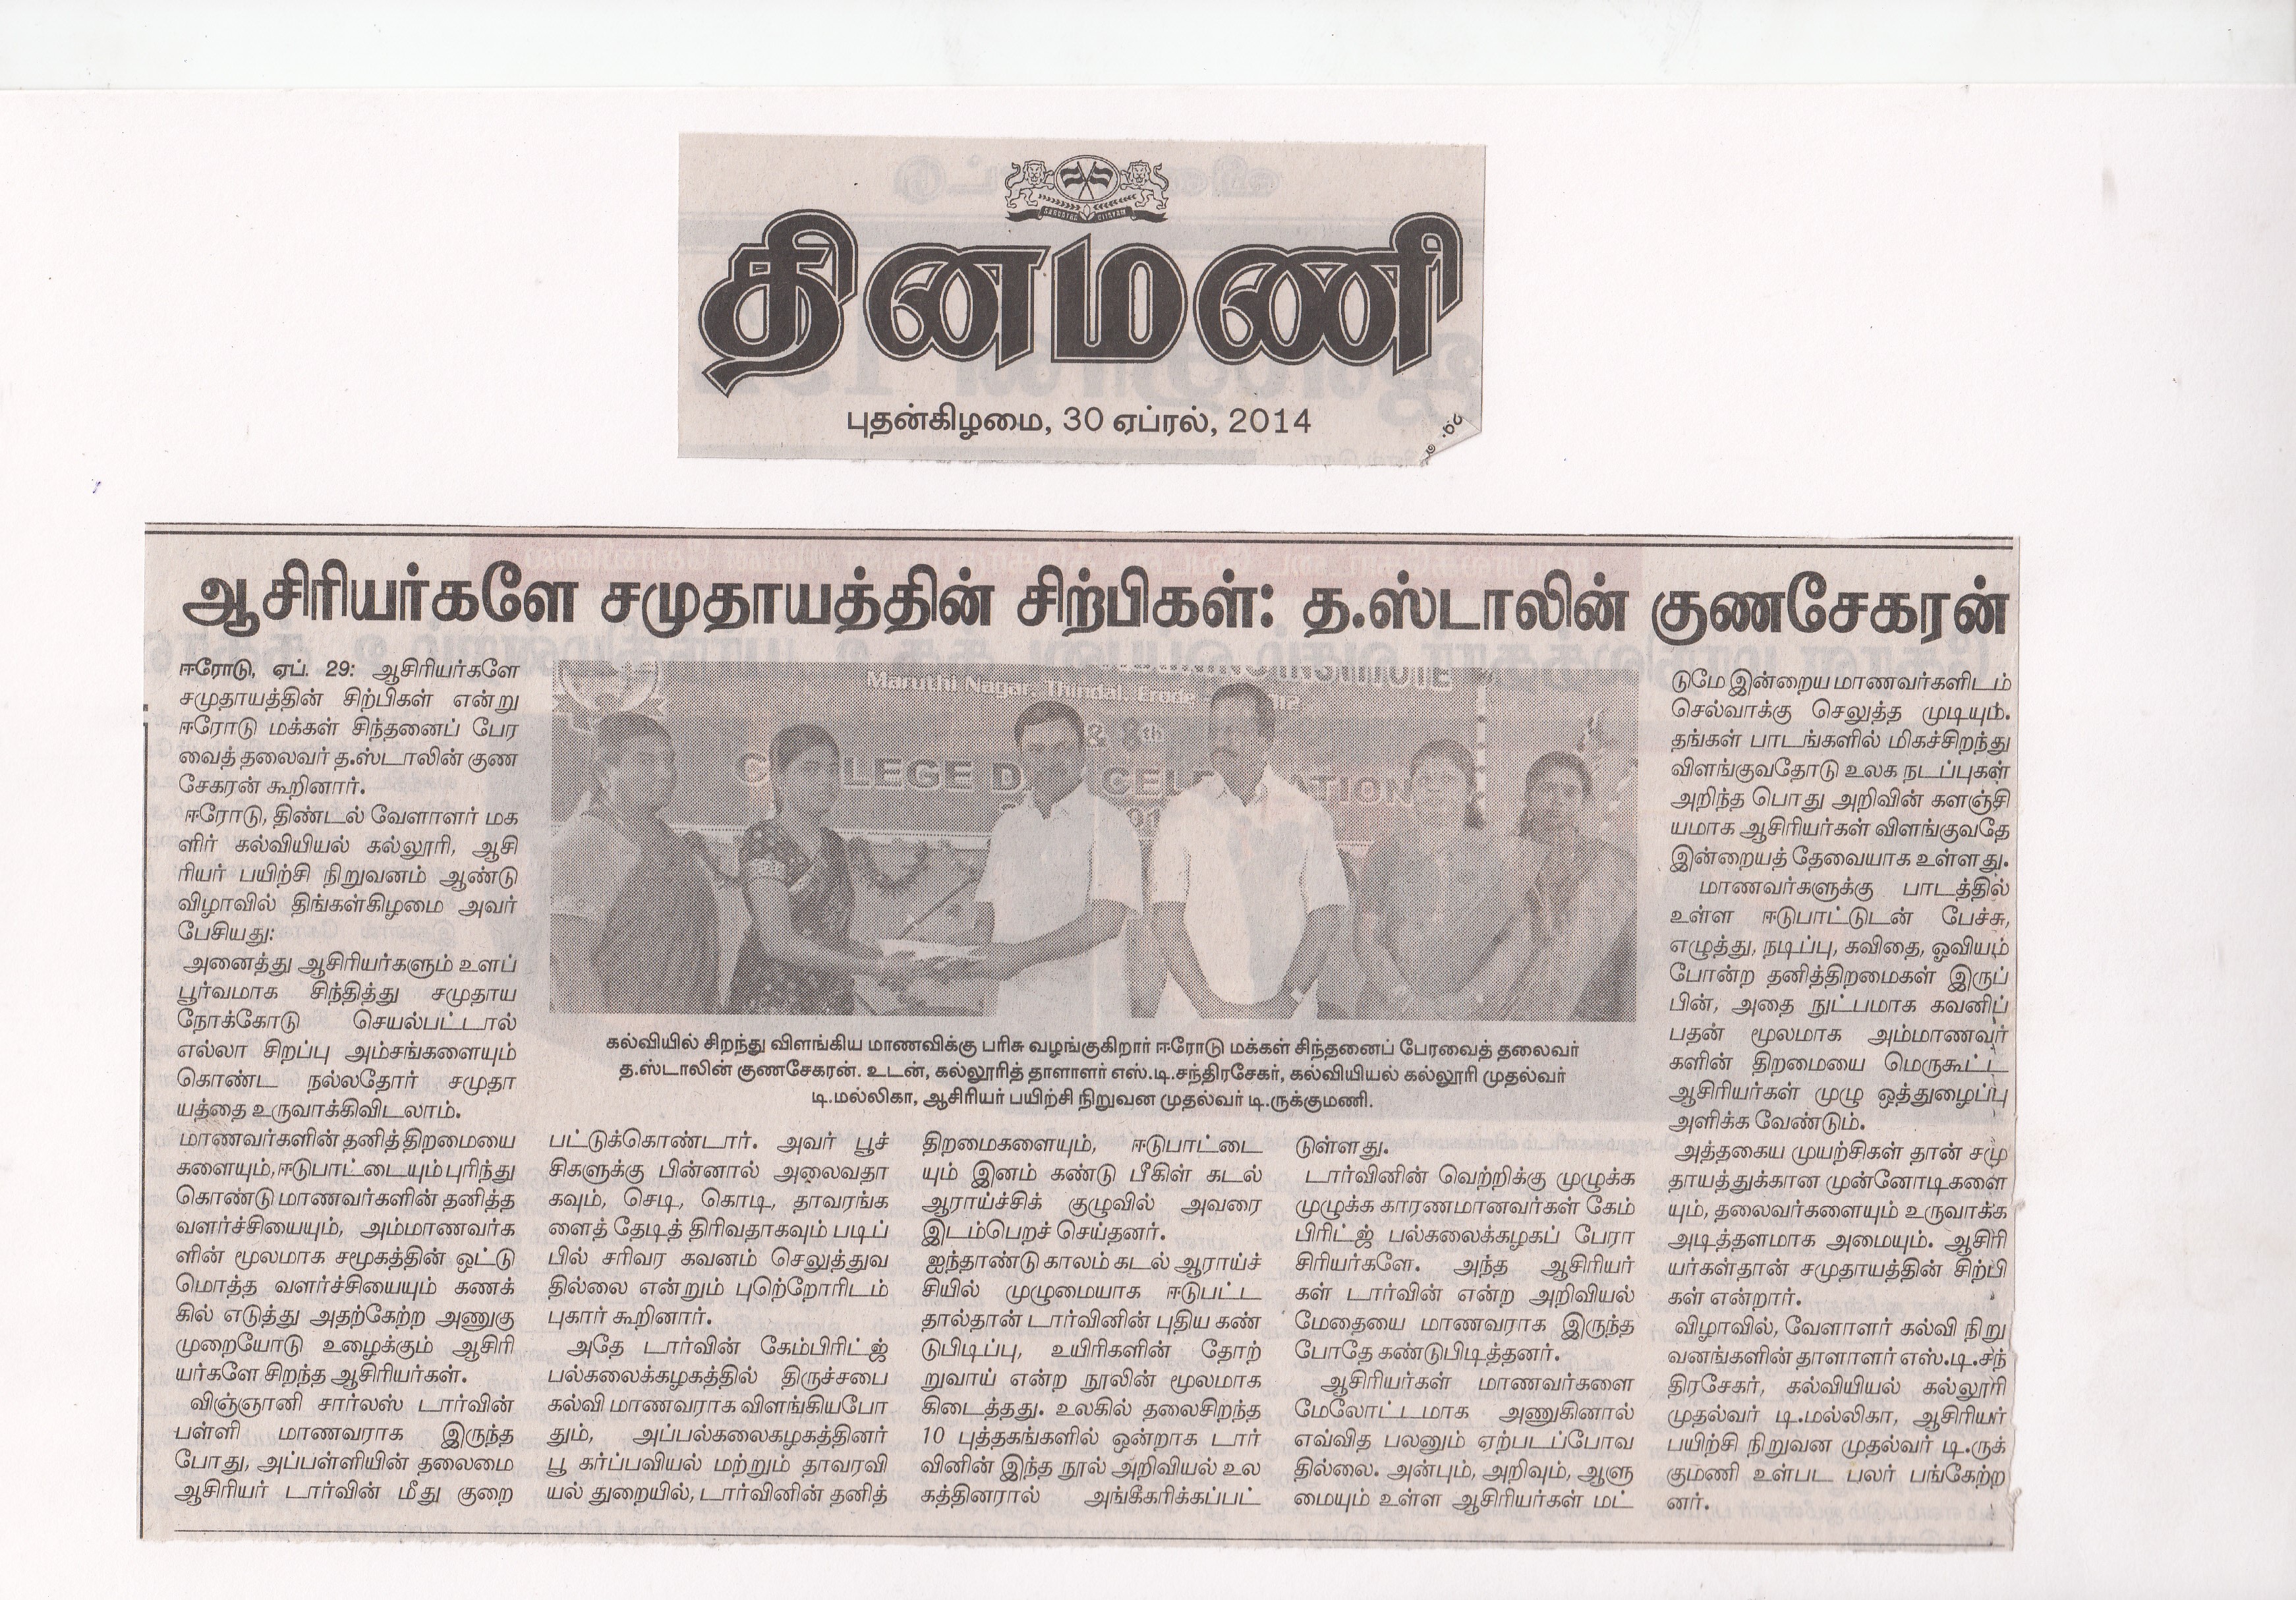 தினமணி
புதன்கிழமை, 30 ஏப்ரல், 2014
ஆசிரியர்களே சமுதாயத்தின் சிற்பிகள்: த.ஸ்டாலின் குணசேகரன்
ஈரோடு, ஏப். 29: ஆசிரியர்களே
சமுதாயத்தின் சிற்பிகள் என்று
ஈரோடு மக்கள் சிந்தனைப் பேர
வைத் தலைவர் த.ஸ்டாலின் குண
சேகரன் கூறினார்.
ஈரோடு, திண்டல் வேளாளர் மக
ளிர் கல்வியியல் கல்லூரி, ஆசி
ரியர் பயிற்சி நிறுவனம் ஆண்டு
விழாவில் திங்கள்கிழமை அவர்
பேசியது:
அனைத்து ஆசிரியர்களும் உளப்
பூர்வமாக சிந்தித்து சமுதாய
நோக்கோடு செயல்பட்டால்
எல்லா சிறப்பு அம்சங்களையும்
கொண்ட நல்லதோர் சமுதா
யத்தை உருவாக்கிவிடலாம்.
மாணவர்களின் தனித்திறமையை
களையும்,ஈடுபாட்டையும் புரிந்து
கொண்டு மாணவர்களின் தனித்த
வளர்ச்சியையும், அம்மாணவர்க
ளின் மூலமாக சமூகத்தின் ஒட்டு
மொத்த வளர்ச்சியையும் கணக்
கில் எடுத்து அதற்கேற்ற அணுகு
முறையோடு உழைக்கும் ஆசிரி
யர்களே சிறந்த ஆசிரியர்கள்.
விஞ்ஞானி சார்லஸ் டார்வின்
பள்ளி மாணவராக இருந்த
போது, அப்பள்ளியின் தலைமை
ஆசிரியர் டார்வின் மீது குறை
Maruthi Nagar, Thindal, Erode
& 8th
COLLEGE DAY CELEBRATION
கல்வியில் சிறந்து விளங்கிய மாணவிக்கு பரிசு வழங்குகிறார் ஈரோடு மக்கள் சிந்தனைப் பேரவைத் தலைவர்
த.ஸ்டாலின் குணசேகரன். உடன், கல்லூரித் தாளாளர் எஸ்.டி.சந்திரசேகர், கல்வியியல் கல்லூரி முதல்வர்
டி.மல்லிகா, ஆசிரியர் பயிற்சி நிறுவன முதல்வர் டி.ருக்குமணி.
பட்டுக்கொண்டார். அவர் பூச்
சிகளுக்கு பின்னால் அலைவதா
கவும், செடி, கொடி, தாவரங்க
ளைத் தேடித் திரிவதாகவும் படிப்
பில் சரிவர கவனம் செலுத்துவ
தில்லை என்றும் புற்றோரிடம்
புகார் கூறினார்.
அதே டார்வின் கேம்பிரிட்ஜ்
பல்கலைக்கழகத்தில் திருச்சபை
கல்வி மாணவராக விளங்கியபோ
தும், அப்பல்கலைகழகத்தினர்
பூ கர்ப்பவியல் மற்றும் தாவரவி
யல் துறையில், டார்வினின் தனித்
திறமைகளையும், ஈடுபாட்டை
யும் இனம் கண்டு பீகிள் கடல்
ஆராய்ச்சிக் குழுவில் அவரை
இடம்பெறச் செய்தனர்.
ஐந்தாண்டு காலம் கடல் ஆராய்ச்
சியில் முழுமையாக ஈடுபட்ட
தால்தான் டார்வினின் புதிய கண்
டுபிடிப்பு, உயிரிகளின் தோற்
றுவாய் என்ற நூலின் மூலமாக
கிடைத்தது. உலகில் தலைசிறந்த
10 புத்தகங்களில் ஒன்றாக டார்
வினின் இந்த நூல் அறிவியல் உல
கத்தினரால் அங்கீகரிக்கப்பட்
டுள்ளது.
டார்வினின் வெற்றிக்கு முழுக்க
முழுக்க காரணமானவர்கள் கேம்
பிரிட்ஜ் பல்கலைக்கழகப் பேரா
சிரியர்களே. அந்த ஆசிரியர்
கள் டார்வின் என்ற அறிவியல்
மேதையை மாணவராக இருந்த
போதே கண்டுபிடித்தனர்.
ஆசிரியர்கள் மாணவர்களை
மேலோட்டமாக அணுகினால்
எவ்வித பலனும் ஏற்படப்போவ
தில்லை. அன்பும், அறிவும், ஆளு
மையும் உள்ள ஆசிரியர்கள் மட்
டுமே இன்றைய மாணவர்களிடம்
செல்வாக்கு செலுத்த முடியும்.
தங்கள் பாடங்களில் மிகச்சிறந்து
விளங்குவதோடு உலக நடப்புகள்
அறிந்த பொது அறிவின் களஞ்சி
யமாக ஆசிரியர்கள் விளங்குவதே
இன்றையத் தேவையாக உள்ளது.
மாணவர்களுக்கு பாடத்தில்
உள்ள ஈடுபாட்டுடன் பேச்சு,
எழுத்து, நடிப்பு, கவிதை, ஓவியம்
போன்ற தனித்திறமைகள் இருப்
பின், அதை நுட்பமாக கவனிப்
பதன் மூலமாக அம்மாணவர்
களின் திறமையை மெருகூட்ட
ஆசிரியர்கள் முழு ஒத்துழைப்பு
அளிக்க வேண்டும்.
அத்தகைய முயற்சிகள் தான் சமு
தாயத்துக்கான முன்னோடிகளை
யும், தலைவர்களையும் உருவாக்க
அடித்தளமாக அமையும். ஆசிரி
யர்கள்தான் சமுதாயத்தின் சிற்பி
கள் என்றார்.
விழாவில், வேளாளர் கல்வி நிறு
வனங்களின் தாளாளர் எஸ்.டி.சந்
திரசேகர், கல்வியியல் கல்லூரி
முதல்வர் டி.மல்லிகா, ஆசிரியர்
பயிற்சி நிறுவன முதல்வர் டி.ருக்
குமணி உள்பட பலர் பங்கேற்ற
னர்.